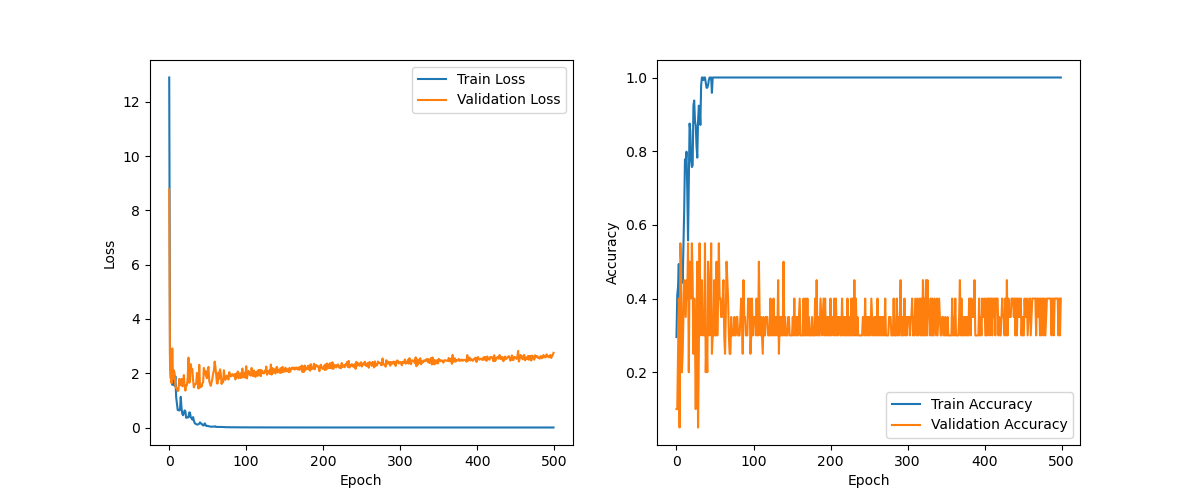 Train Loss
Validation Loss
12
10
8
6
4
2
0
Loss
0 100 200 300 400 500
Epoch
1.0
0.8
0.6
0.4
0.2
Accuracy
Train Accuracy
Validation Accuracy
0 100 200 300 400 500
Epoch